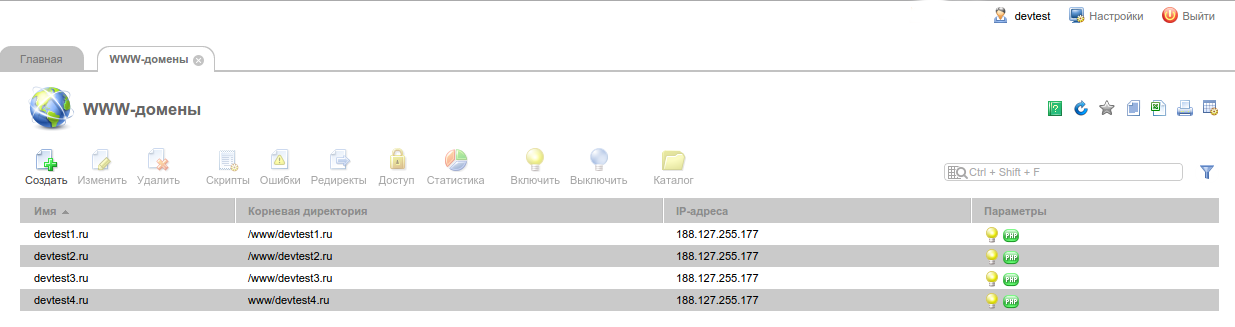 devtest Настройки Выйти
Главная WWW-домены
WWW-домены
Создать Изменить Удалить Скрипты Ошибки Редиректы Доступ Статистика Включить Выключить Каталог Ctrl + Shift + F
Имя Корневая директория IP-адреса Параметры
devtest1.ru /www/devtest1.ru 188.127.255.177 PHP
devtest2.ru /www/devtest2.ru 188.127.255.177 PHP
devtest3.ru /www/devtest3.ru 188.127.255.177 PHP
devtest4.ru www/devtest4.ru 188.127.255.177 PHP